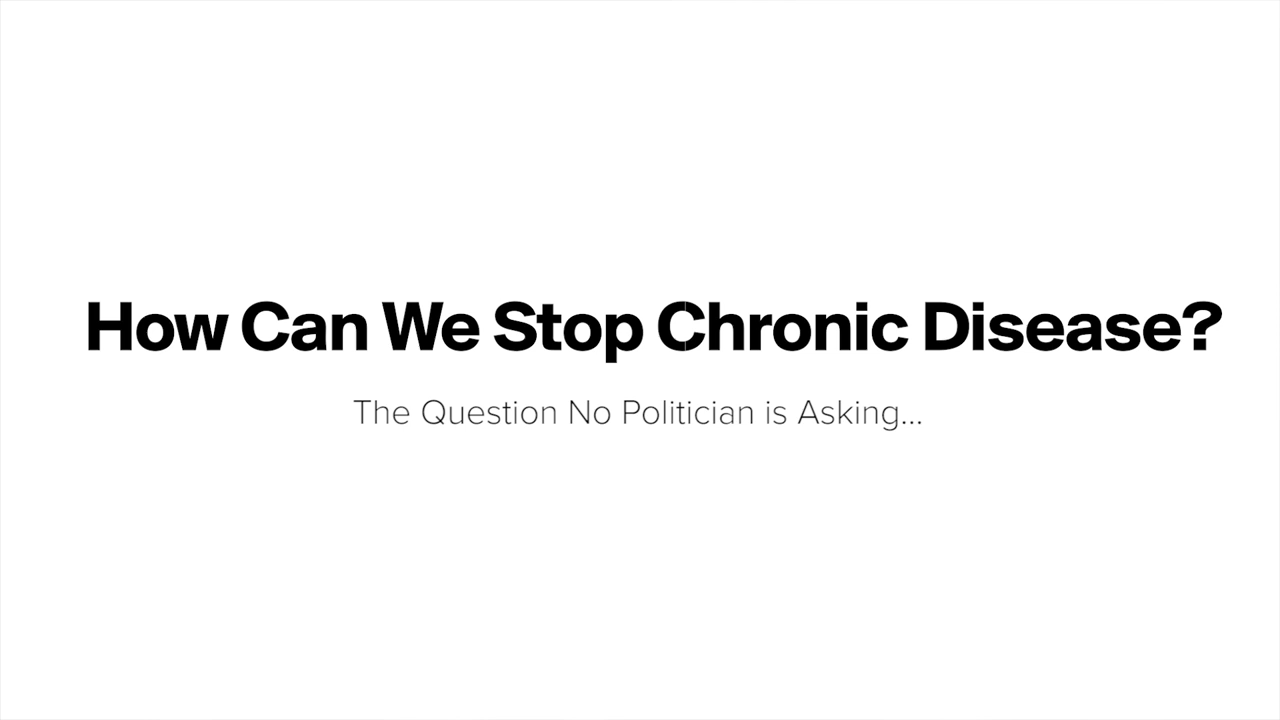 How Can We Stop Chronic Disease?
The Question No Politician is Asking...